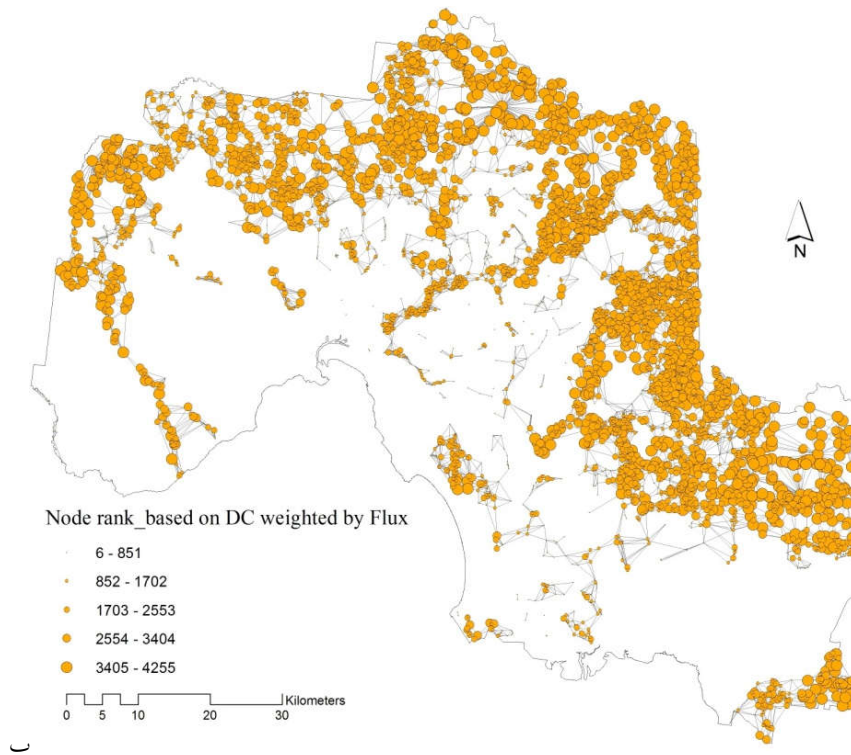 N
Node rank_based on DC weighted by Flux
6 - 851
852 - 1702
1703 - 2553
2554 - 3404
3405 - 4255
Kilometers
0 5 10 20 30